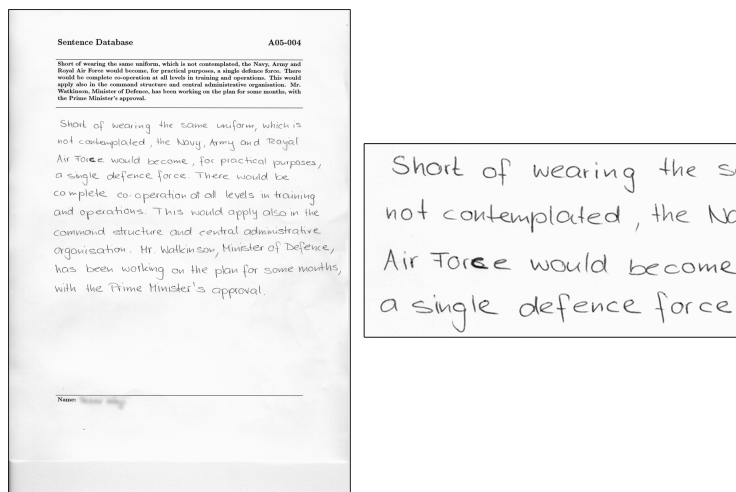 Sentence Database A05-004
Short of wearing the same uniform, which is not contemplated, the Navy, Army and
Royal Air Force would become, for practical purposes, a single defence force. There
would be complete co-operation at all levels in training and operations. This would
apply also in the command structure and central administrative organisation. Mr.
Watkinson, Minister of Defence, has been working on the plan for some months, with
the Prime Minister's approval.
Short of wearing the same uniform, which is
not contemplated, the Navy, Army and Royal
Air Force would become, for practical purposes,
a single defence force. There would be
complete co-operation at all levels in training
and operations. This would apply also in the
command structure and central administrative
organisation. Mr. Watkinson, Minister of Defence,
has been working on the plan for some months,
with the Prime Minister's approval.
Name:
Short of wearing the s
not contemplated, the Na
Air Force would become
a single defence force